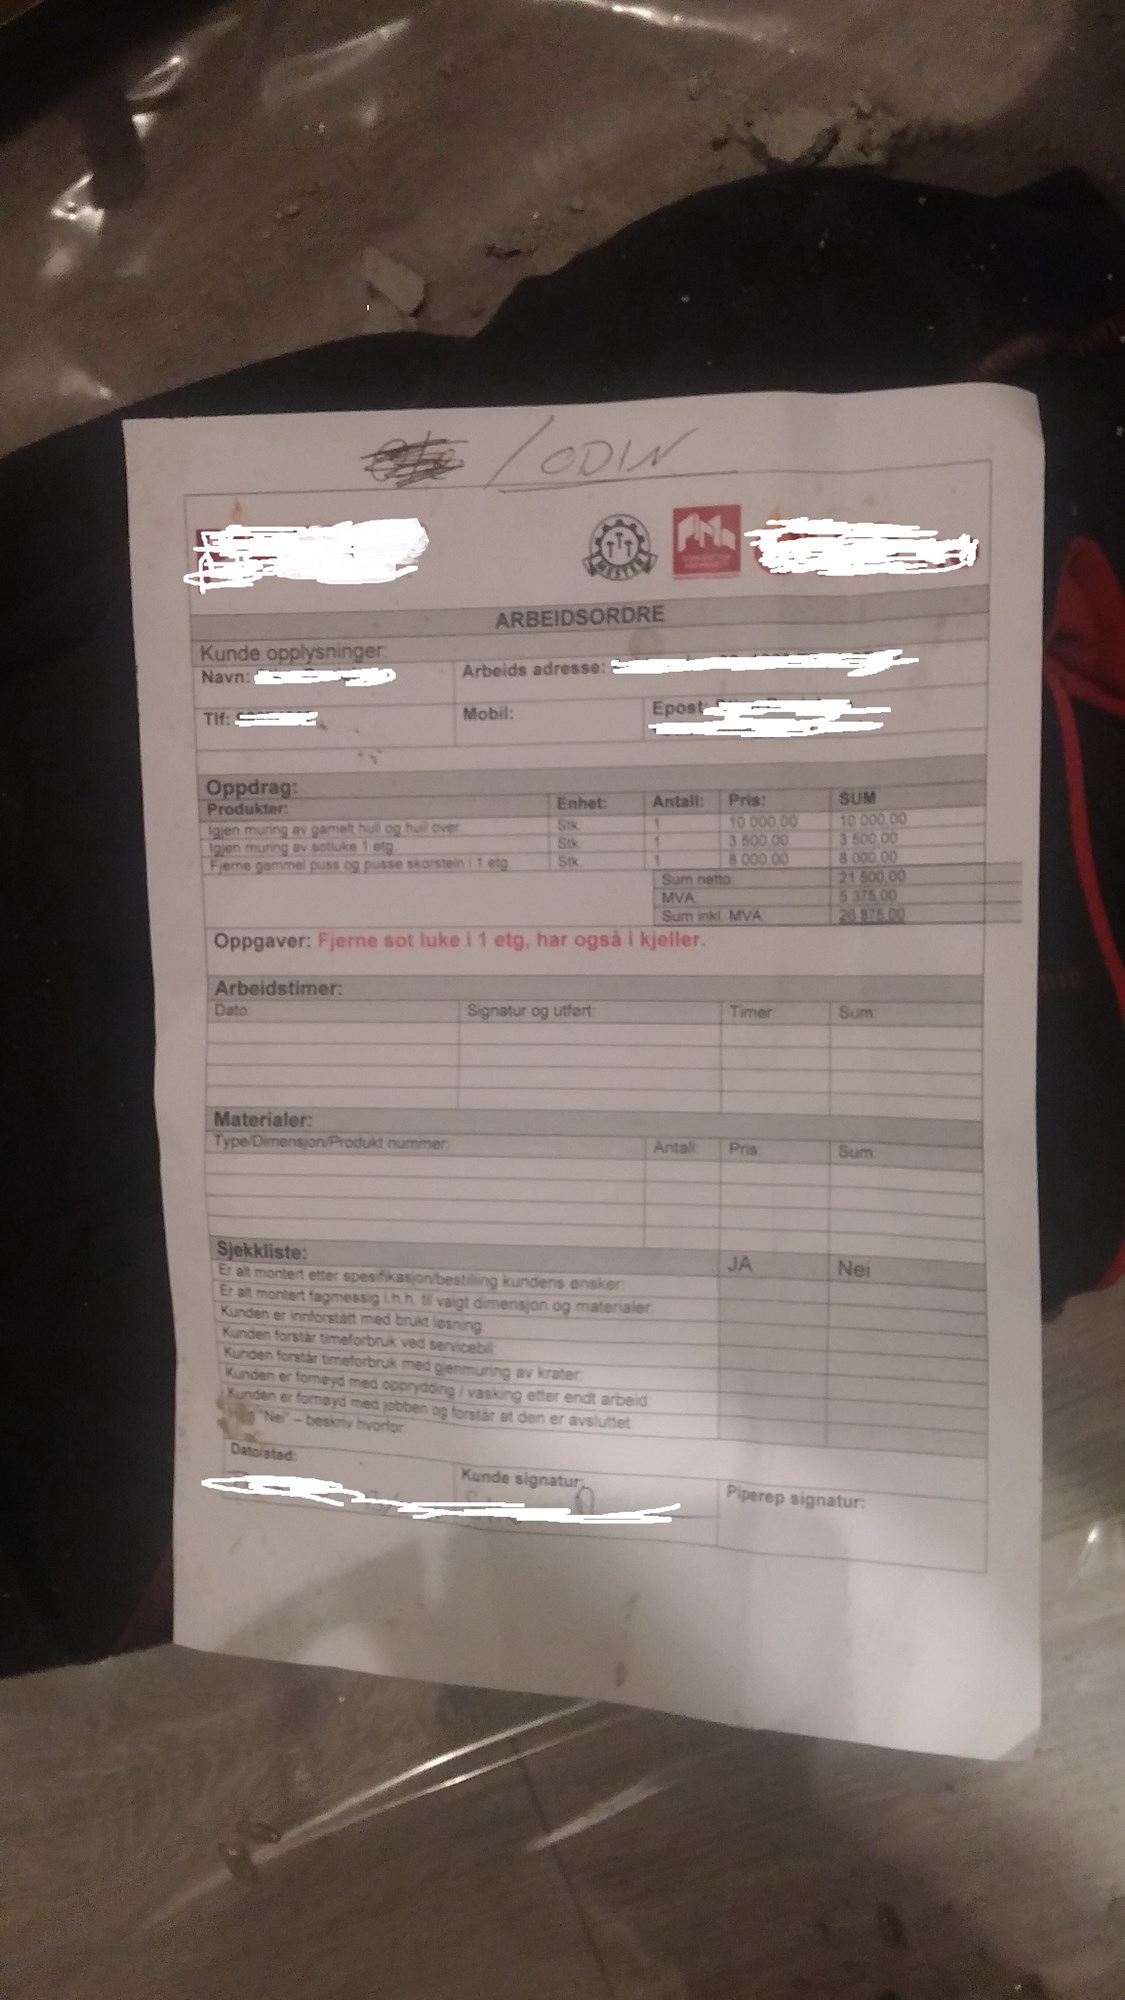 / ODIN
MESTER
ARBEIDSORDRE
Kunde opplysninger:
Navn:
Arbeids adresse:
Tlf:
Mobil:
Epost:
Oppdrag:
Produkter: Enhet: Antall: Pris: SUM
Igjen muring av gamelt hull og hull over Stk 1 10 000.00 10 000.00
Igjen muring av sotluke 1 etg Stk 1 3 500.00 3 500.00
Fjerne gammel puss og pusse skorstein i 1 etg Stk 1 8 000.00 8 000.00
Sum netto: 21 500.00
MVA: 5 375,00
Sum inkl. MVA: 26 875,00
Oppgaver: Fjerne sot luke i 1 etg, har også i kjeller.
Arbeidstimer:
Dato: Signatur og utført: Timer: Sum:
Materialer:
Type/Dimensjon/Produkt nummer: Antall: Pris: Sum:
Sjekkliste: JA Nei
Er alt montert etter spesifikasjon/bestilling kundens ønsker:
Er alt montert fagmessig i.h.h. til valgt dimensjon og materialer:
Kunden er innforstått med brukt løsning:
Kunden forstår timeforbruk ved servicebil:
Kunden forstår timeforbruk med gjenmuring av krater:
Kunden er fornøyd med opprydding / vasking etter endt arbeid:
Kunden er fornøyd med jobben og forstår at den er avsluttet:
"Nei" – beskriv hvorfor:
Dato/sted:
Kunde signatur:
Piperep signatur: